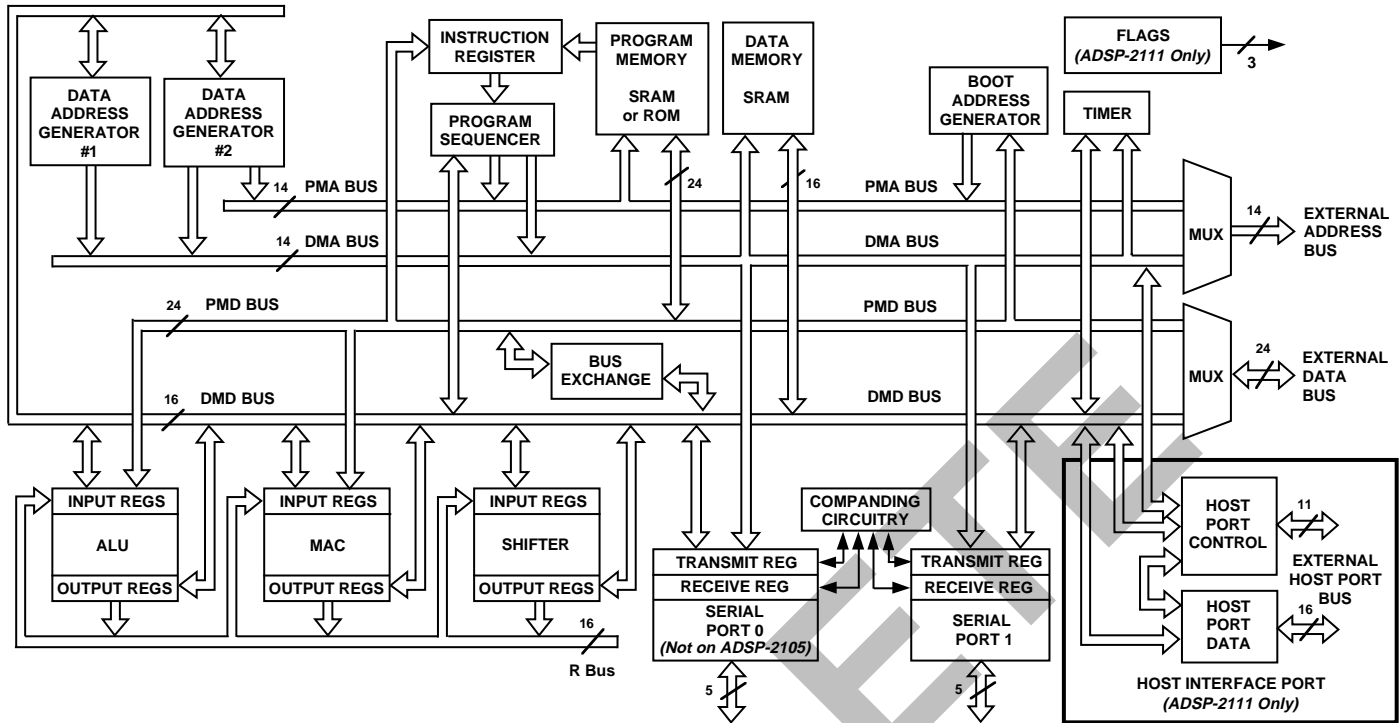 INSTRUCTION
REGISTER
PROGRAM
MEMORY
SRAM
or ROM
DATA
MEMORY
SRAM
FLAGS
(ADSP-2111 Only)
3
DATA
ADDRESS
GENERATOR
#1
DATA
ADDRESS
GENERATOR
#2
PROGRAM
SEQUENCER
BOOT
ADDRESS
GENERATOR
TIMER
14
PMA BUS
24
16
PMA BUS
14
DMA BUS
DMA BUS
MUX
14
EXTERNAL
ADDRESS
BUS
24
PMD BUS
PMD BUS
BUS
EXCHANGE
MUX
24
EXTERNAL
DATA
BUS
16
DMD BUS
DMD BUS
INPUT REGS
ALU
OUTPUT REGS
INPUT REGS
MAC
OUTPUT REGS
INPUT REGS
SHIFTER
OUTPUT REGS
16
R Bus
COMPANDING
CIRCUITRY
TRANSMIT REG
RECEIVE REG
SERIAL
PORT 0
(Not on ADSP-2105)
5
TRANSMIT REG
RECEIVE REG
SERIAL
PORT 1
5
HOST
PORT
CONTROL
11
EXTERNAL
HOST PORT
BUS
HOST
PORT
DATA
16
HOST INTERFACE PORT
(ADSP-2111 Only)
ETE